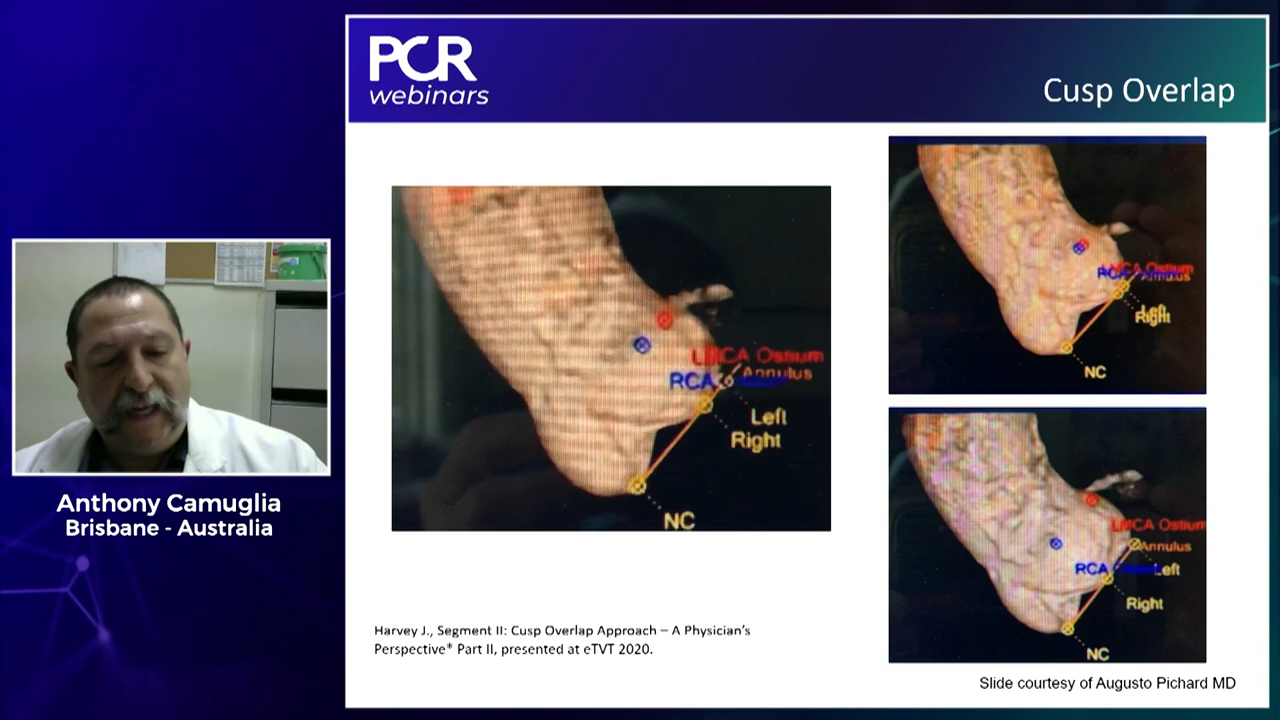 PCR
webinars
Cusp Overlap
LMCA Ostium
RCA
Annulus
Left
Right
NC
LMCA Ostium
RCA
Annulus
Left
Right
NC
LMCA Ostium
Annulus
RCA
Left
Right
NC
Anthony Camuglia
Brisbane - Australia
Harvey J., Segment II: Cusp Overlap Approach – A Physician's
Perspective* Part II, presented at eTVT 2020.
Slide courtesy of Augusto Pichard MD